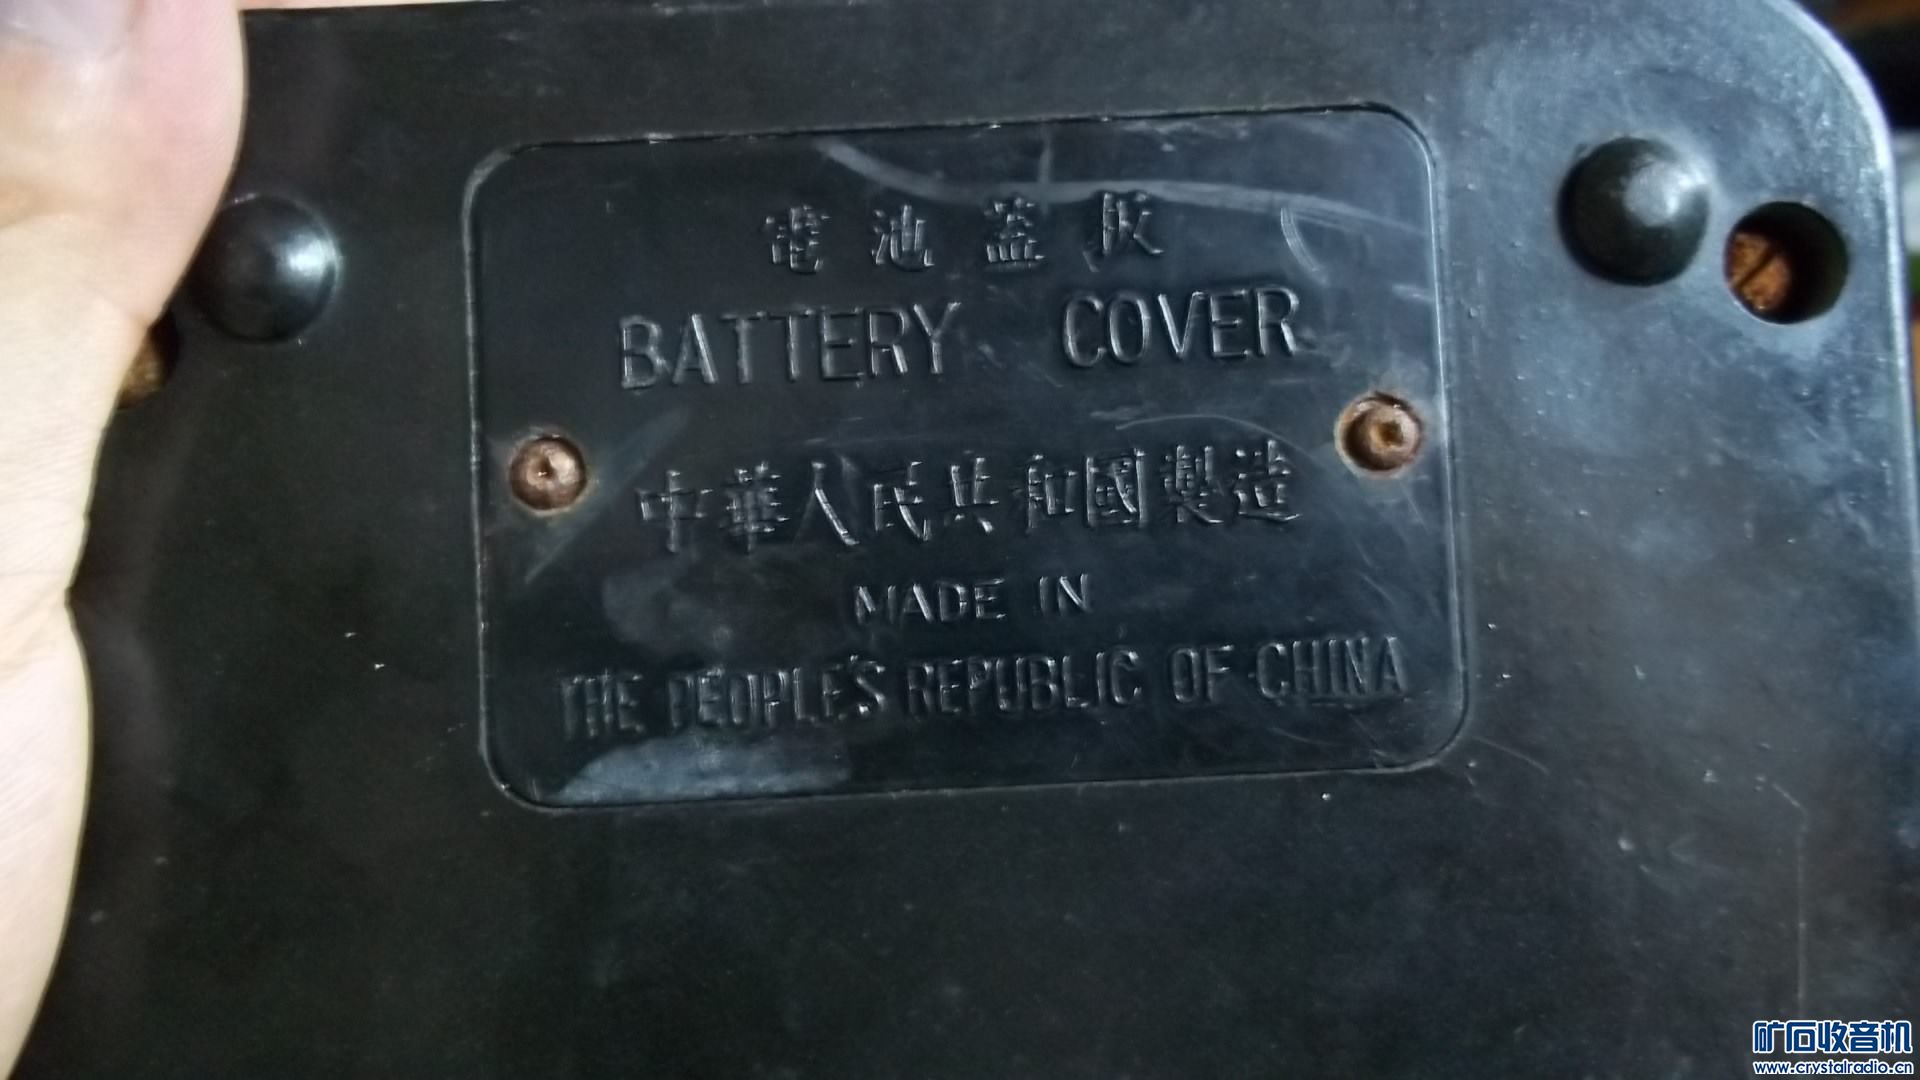 電池蓋板
BATTERY COVER
中華人民共和國製造
MADE IN
THE PEOPLE'S REPUBLIC OF CHINA
矿石收音机
www.crystalradio.cn